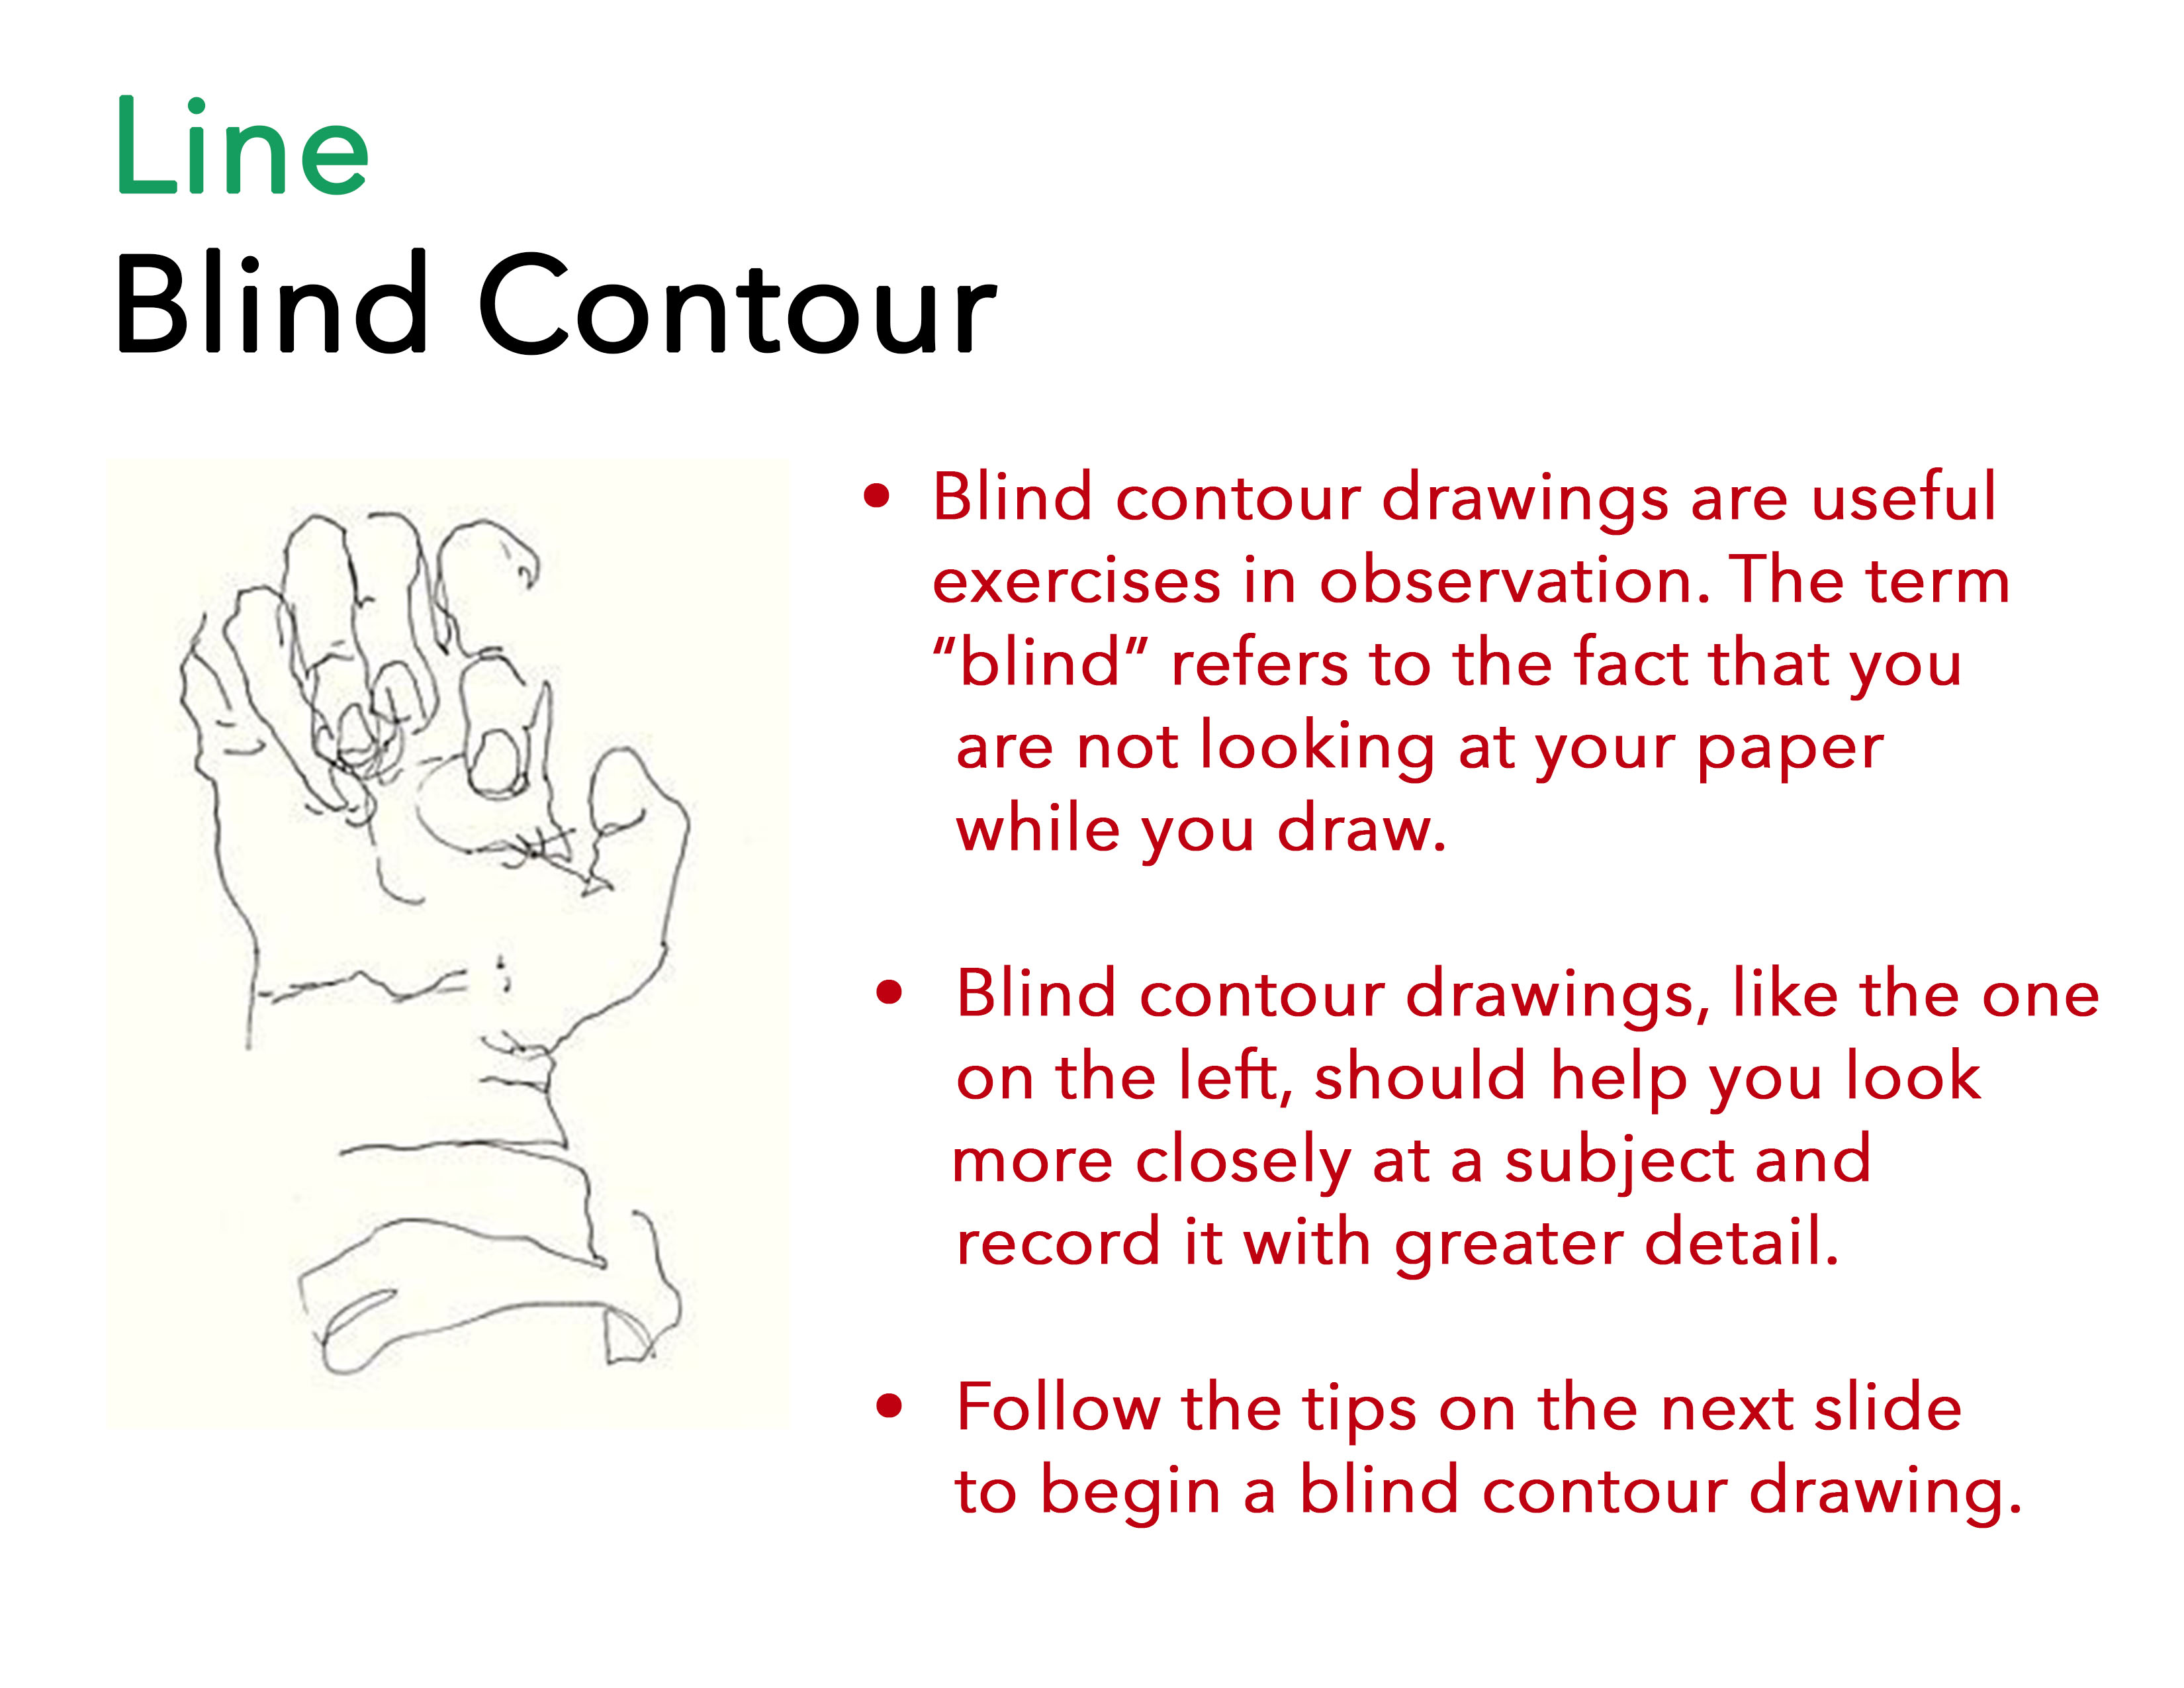 Line
Blind Contour
• Blind contour drawings are useful
exercises in observation. The term
“blind” refers to the fact that you
are not looking at your paper
while you draw.
• Blind contour drawings, like the one
on the left, should help you look
more closely at a subject and
record it with greater detail.
• Follow the tips on the next slide
to begin a blind contour drawing.